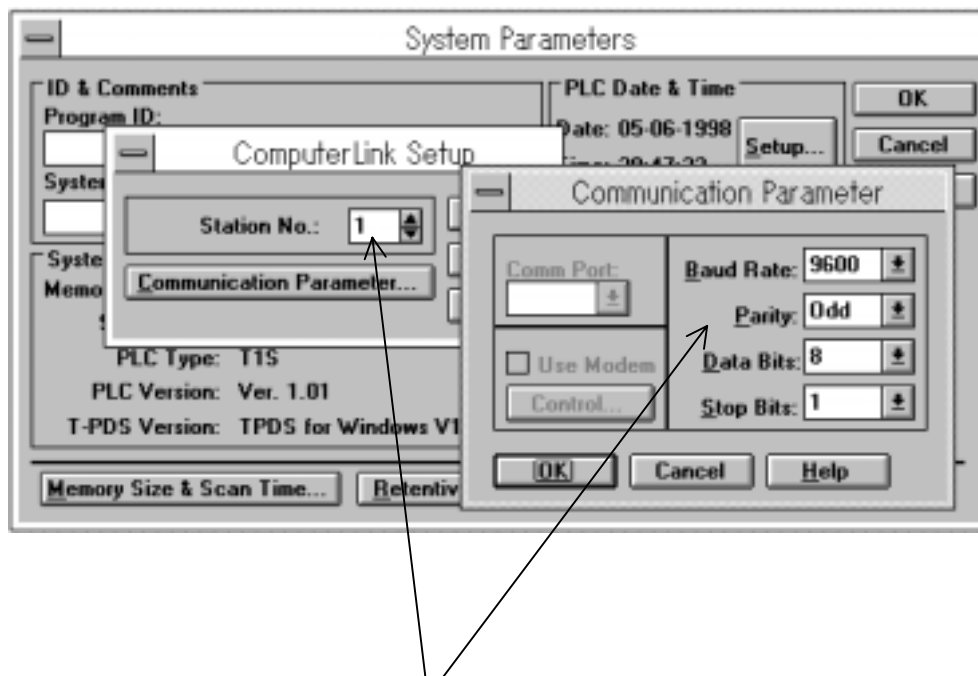 System Parameters
ID & Comments
Program ID:
PLC Date & Time
Date: 05-06-1998
Setup...
OK
Cancel
ComputerLink Setup
Station No.: 1
Communication Parameter...
Communication Parameter
Comm Port:
Use Modem
Control...
Baud Rate: 9600
Parity: Odd
Data Bits: 8
Stop Bits: 1
OK Cancel Help
PLC Type: T1S
PLC Version: Ver. 1.01
T-PDS Version: TPDS for Windows V1
Memory Size & Scan Time...